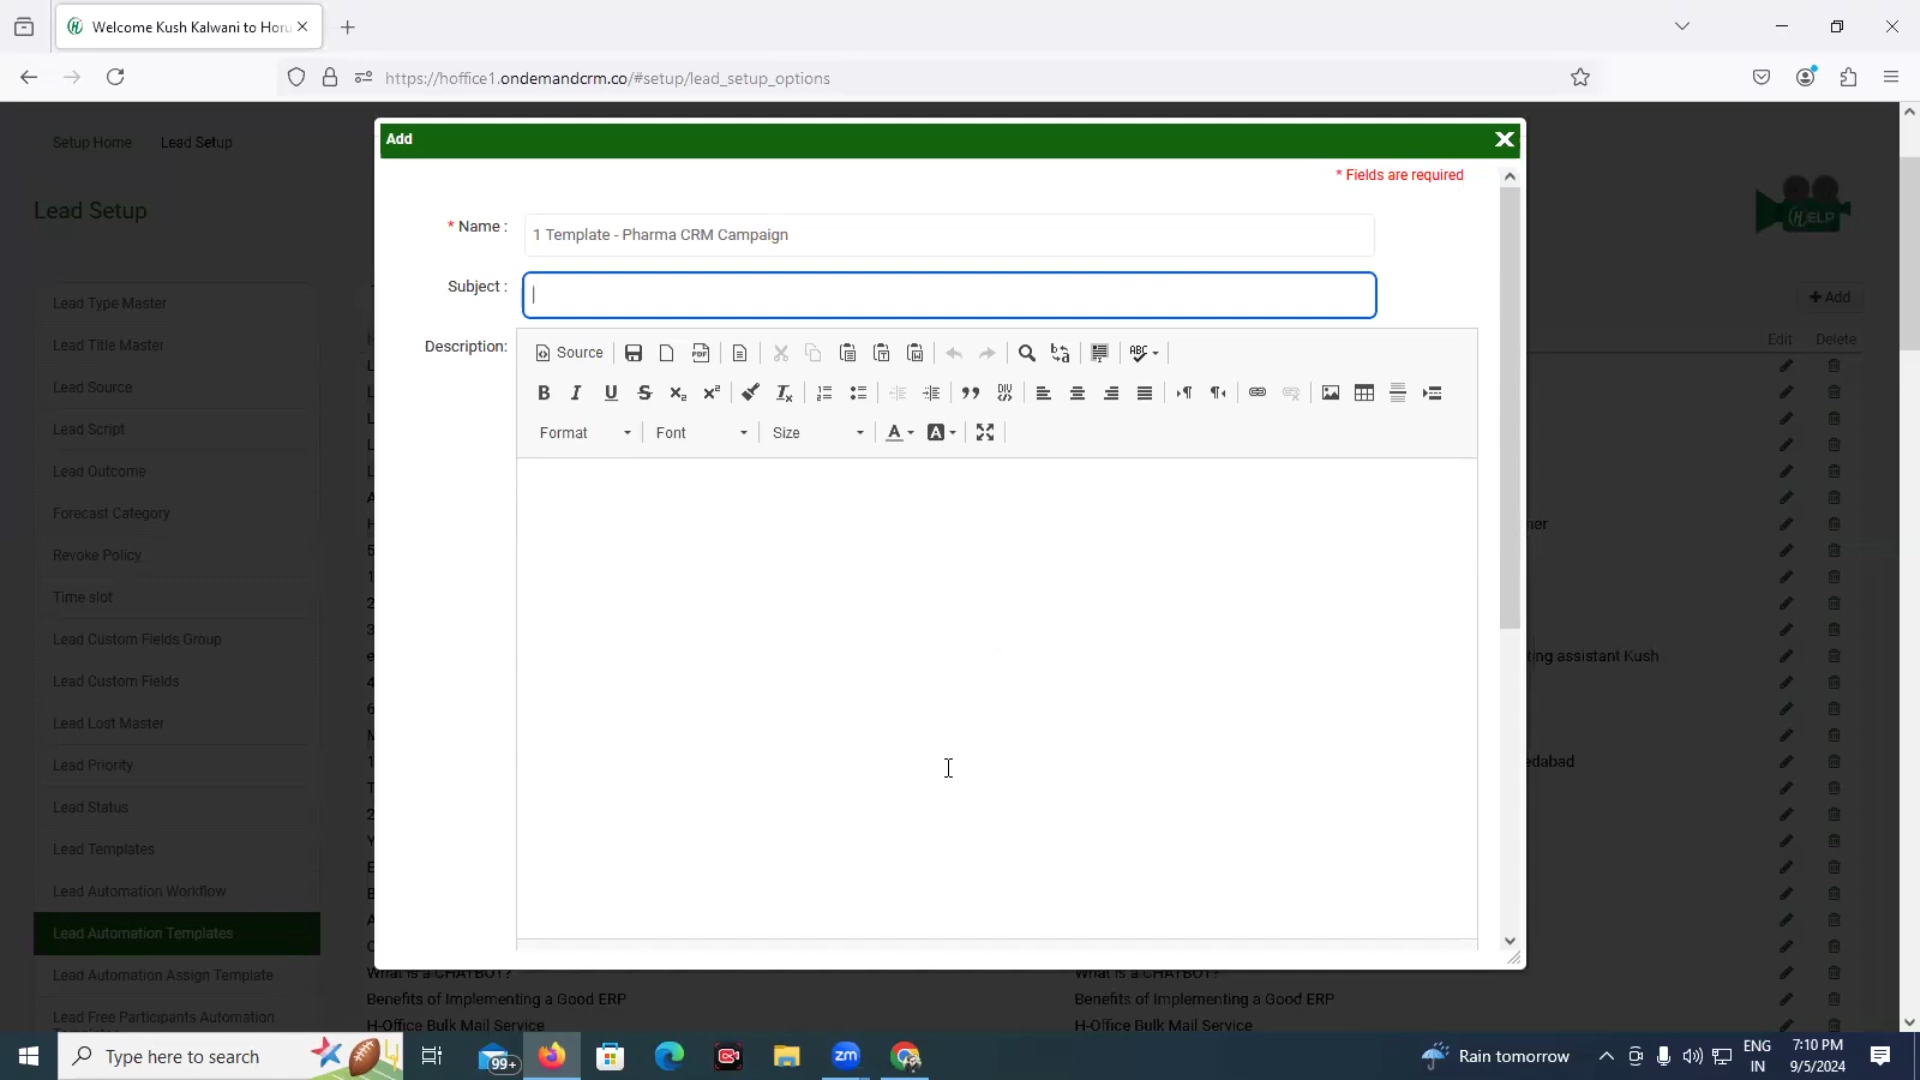 Welcome Kush Kalwani to Horu
https://hoffice1.ondemandcrm.co/#setup/lead_setup_options
Setup Home
Lead Setup
Add
* Fields are required
Lead Setup
HELP
* Name :
1 Template - Pharma CRM Campaign
Subject :
Description:
Source
ABC
B I U S x₂ x² Tx
DIV
Format
Font
Size
A
A
Lead Type Master
Lead Title Master
Lead Source
Lead Script
Lead Outcome
Forecast Category
Revoke Policy
Time slot
Lead Custom Fields Group
Lead Custom Fields
Lead Lost Master
Lead Priority
Lead Status
Lead Templates
Lead Automation Workflow
Lead Automation Templates
Lead Automation Assign Template
Lead Free Participants Automation
+ Add
Edit
Delete
ner
ting assistant Kush
edabad
What is a CHATBOT?
What is a CHATBOT?
Benefits of Implementing a Good ERP
Benefits of Implementing a Good ERP
H-Office Bulk Mail Service
H-Office Bulk Mail Service
Type here to search
99+
zm
Rain tomorrow
ENG
IN
7:10 PM
9/5/2024